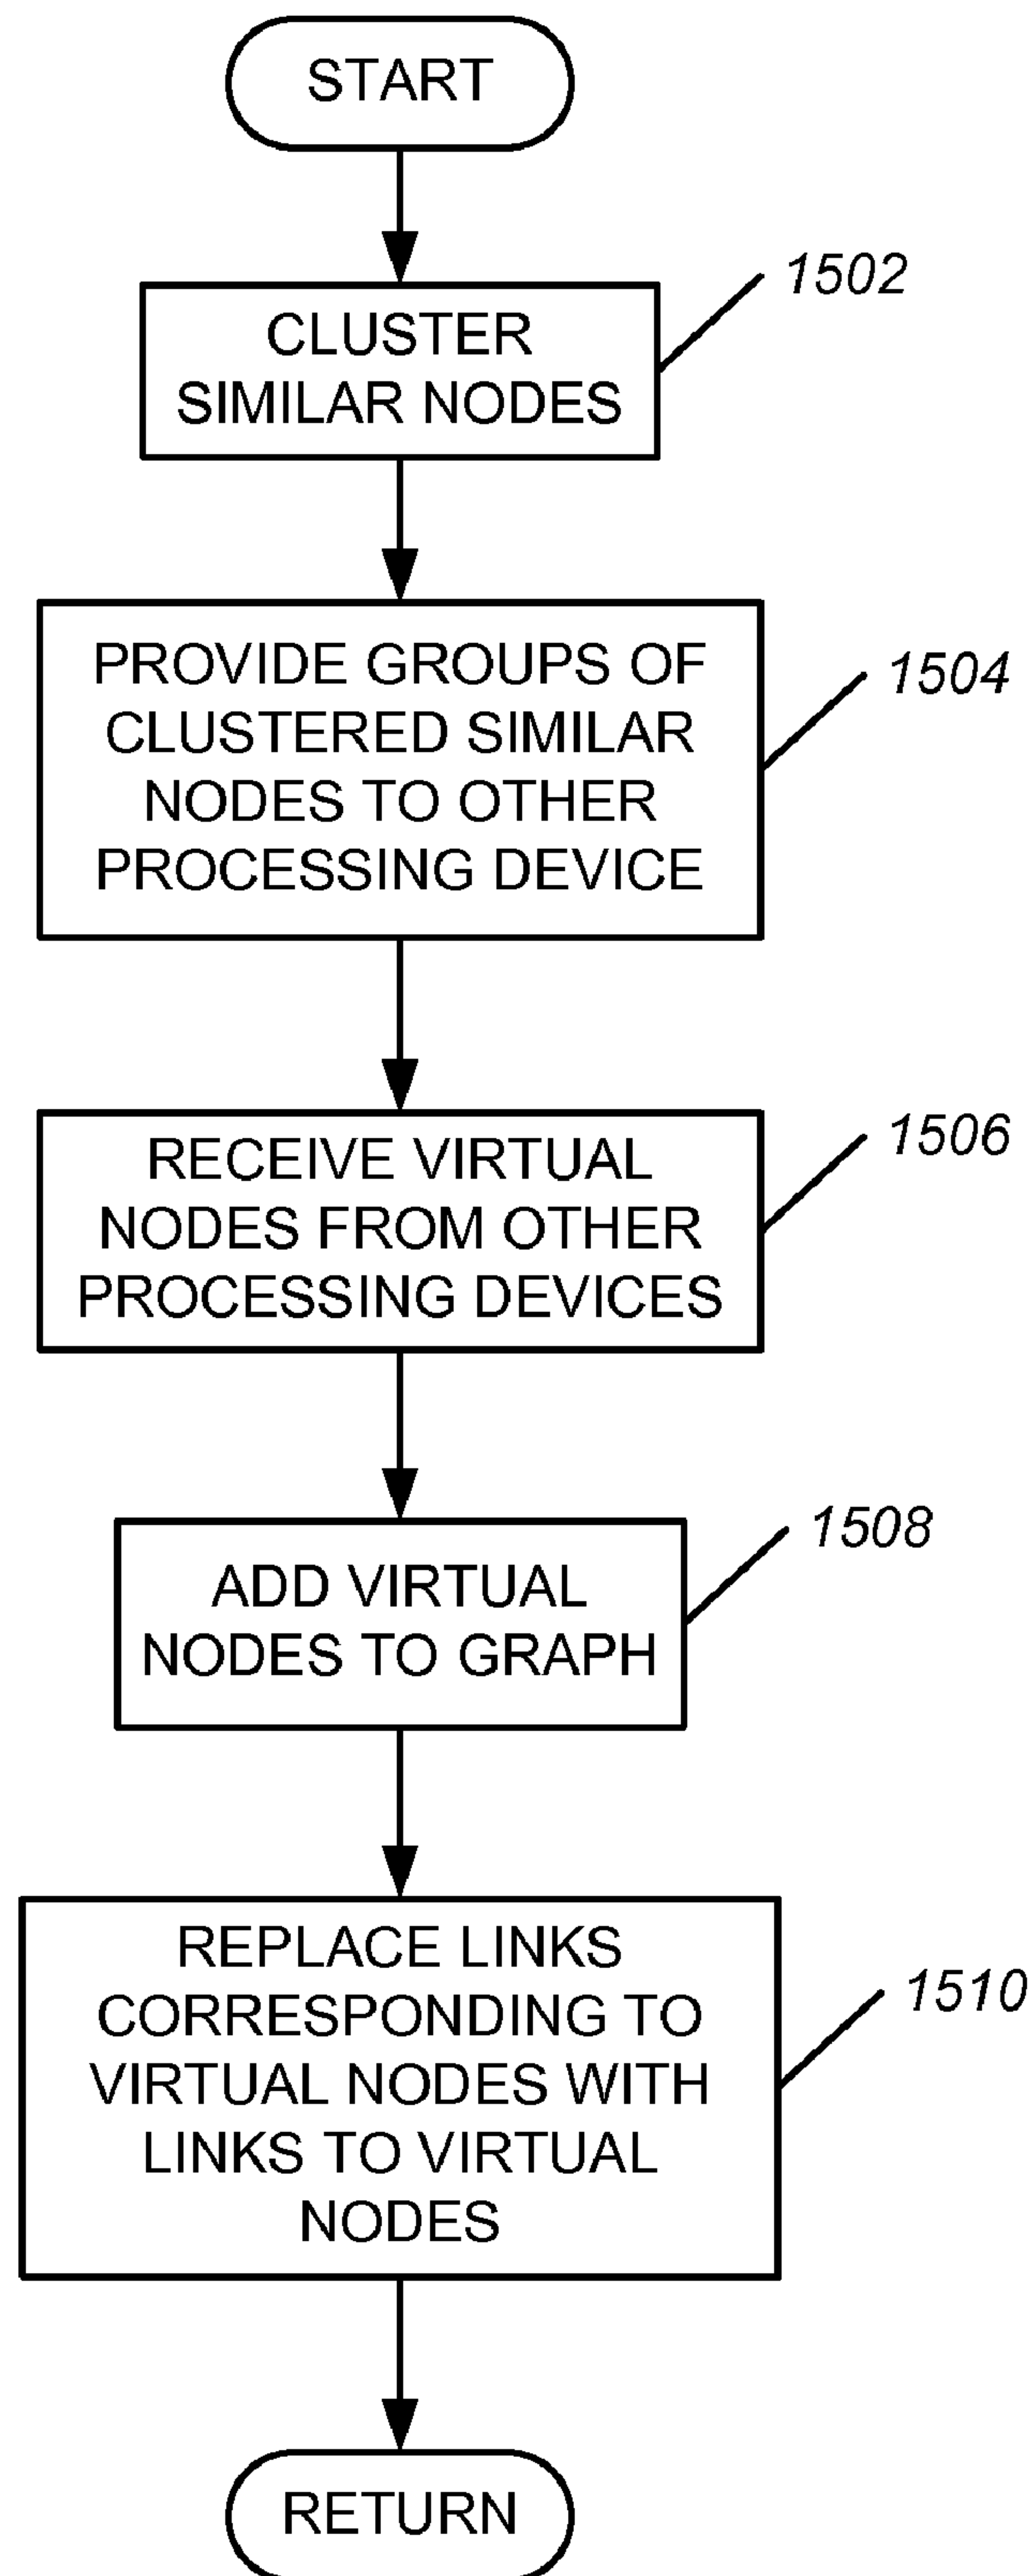 START
1502
CLUSTER
SIMILAR NODES
1504
PROVIDE GROUPS OF
CLUSTERED SIMILAR
NODES TO OTHER
PROCESSING DEVICE
1506
RECEIVE VIRTUAL
NODES FROM OTHER
PROCESSING DEVICES
1508
ADD VIRTUAL
NODES TO GRAPH
1510
REPLACE LINKS
CORRESPONDING TO
VIRTUAL NODES WITH
LINKS TO VIRTUAL
NODES
RETURN